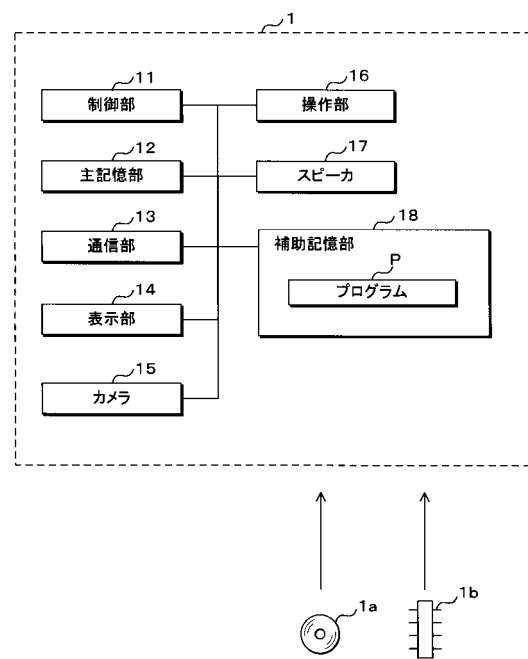 1
11
制御部
12
主記憶部
13
通信部
14
表示部
15
カメラ
16
操作部
17
スピーカ
18
補助記憶部
P
プログラム
1a
1b